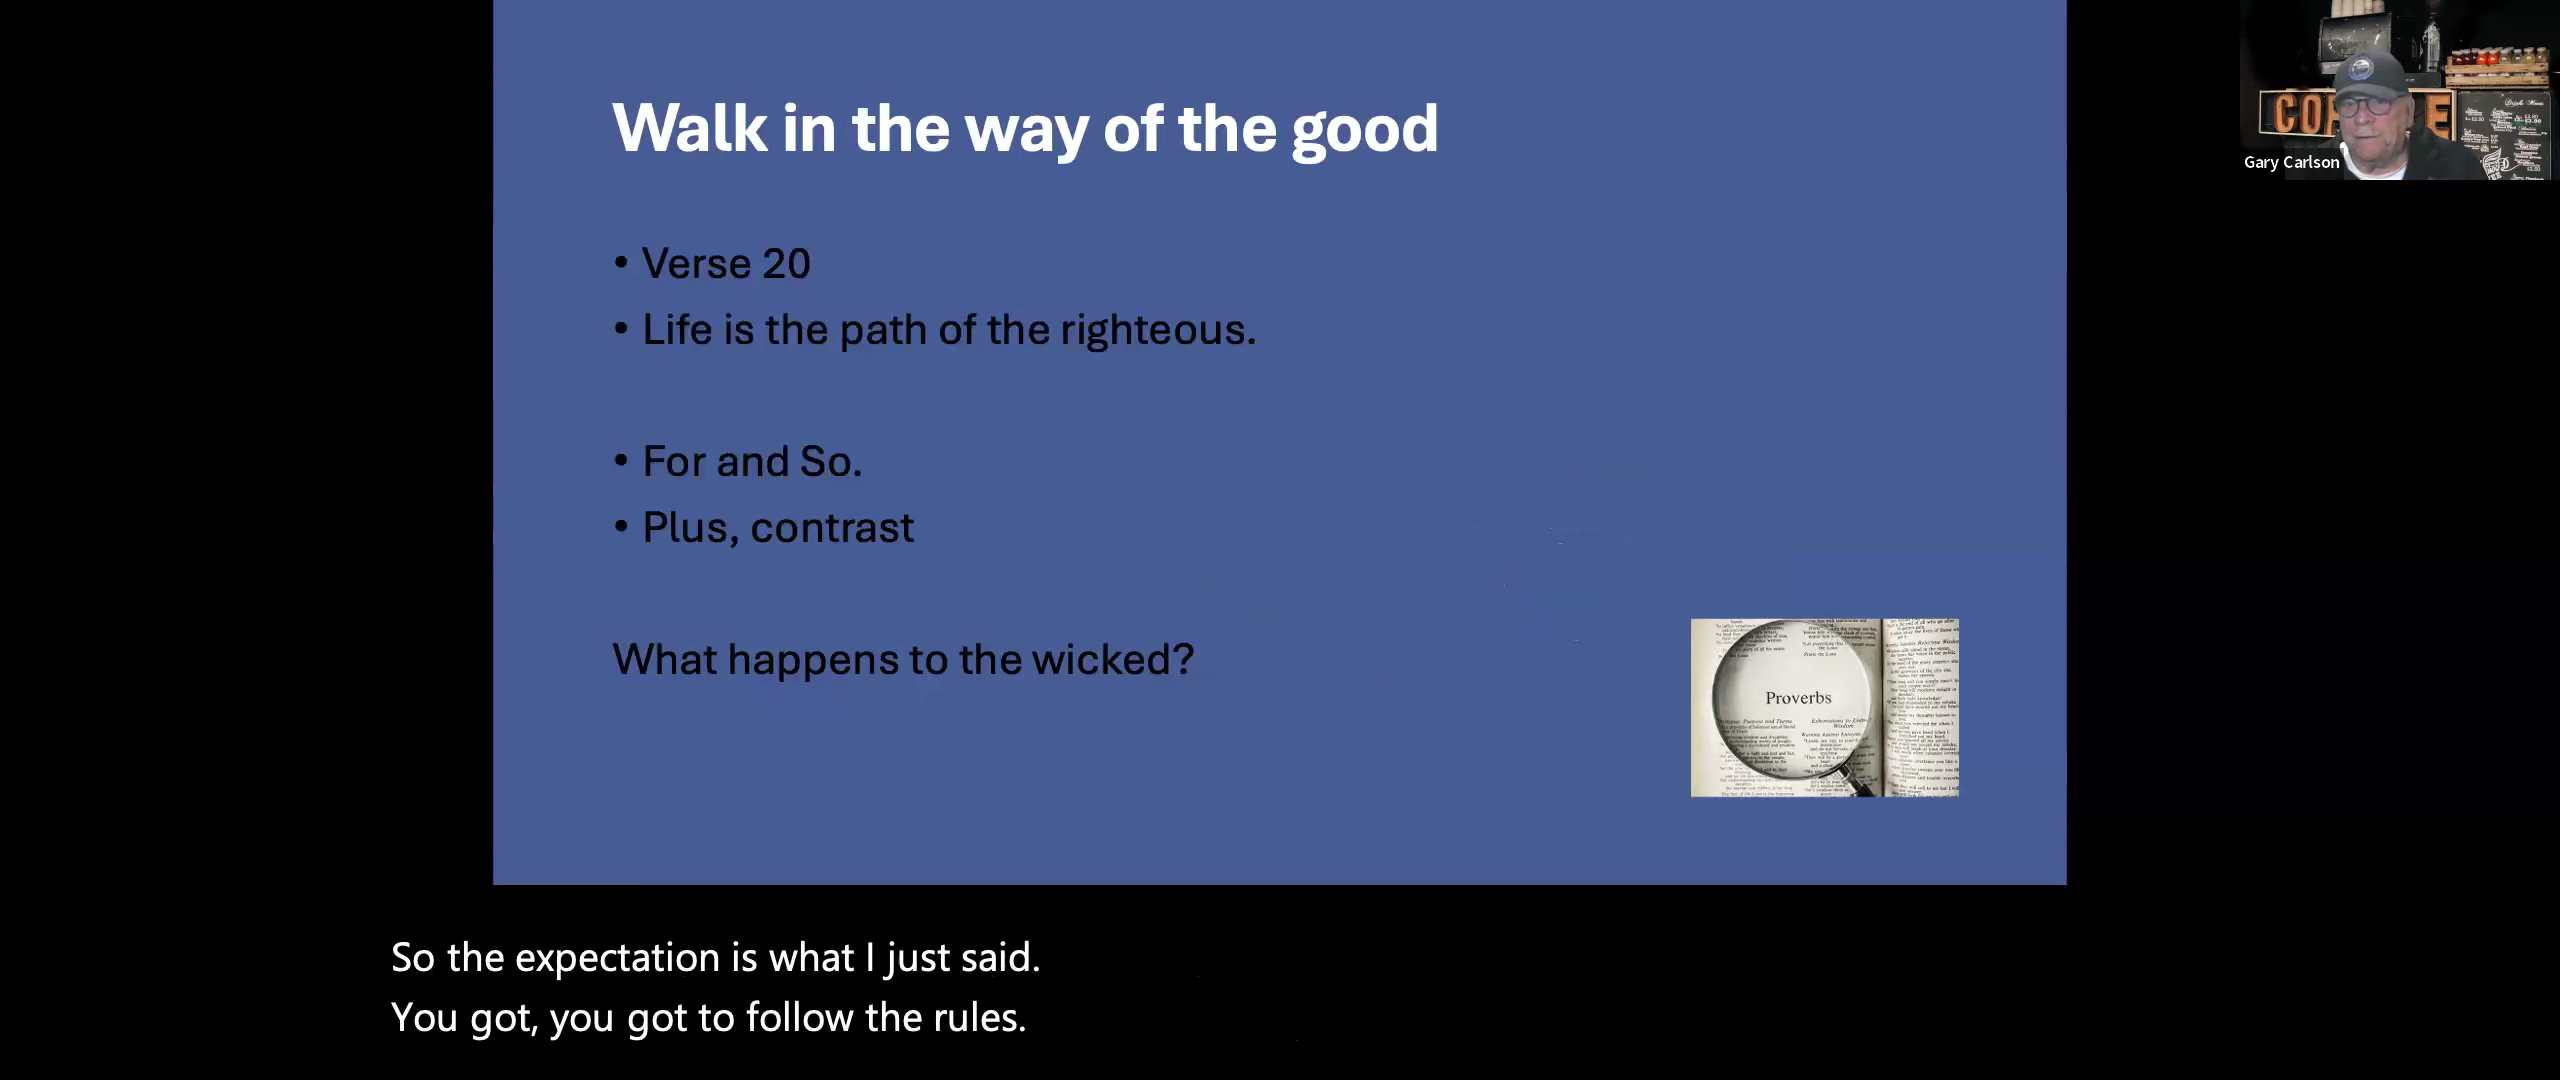 Walk in the way of the good
• Verse 20
• Life is the path of the righteous.
• For and So.
• Plus, contrast
What happens to the wicked?
Proverbs
Gary Carlson
So the expectation is what I just said.
You got, you got to follow the rules.